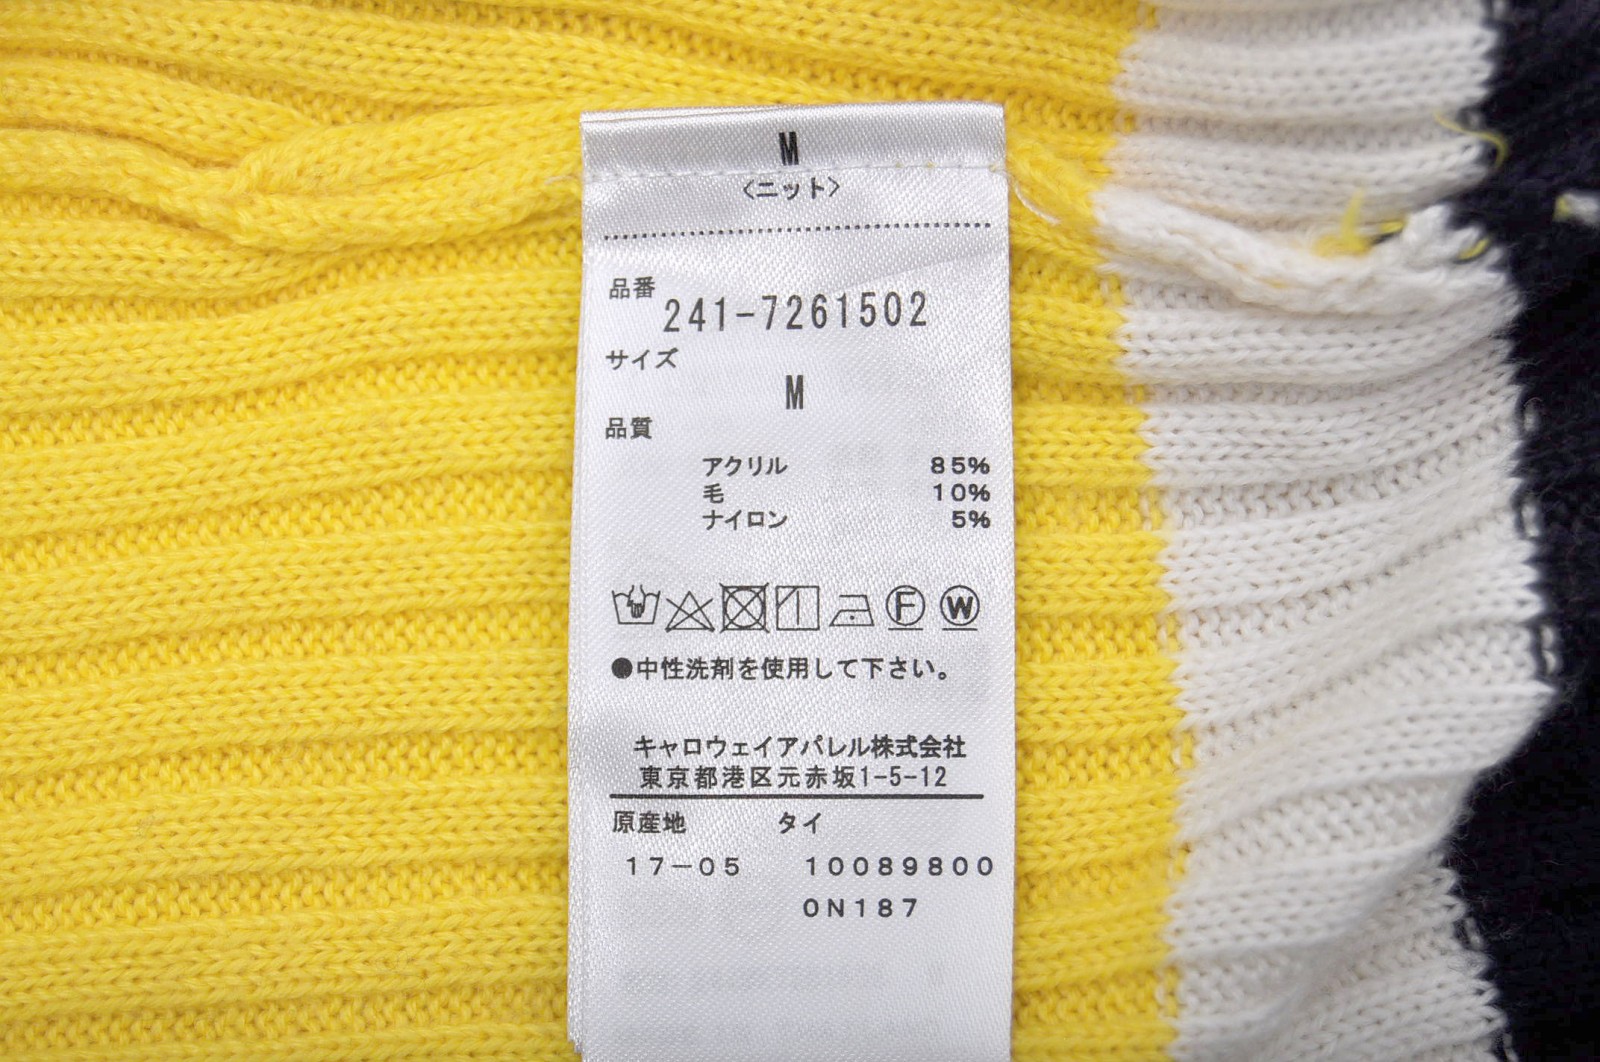 M
〈ニット〉
品番
241-7261502
サイズ
M
品質
アクリル 85%
毛 10%
ナイロン 5%
F W
●中性洗剤を使用して下さい。
キャロウェイアパレル株式会社
東京都港区元赤坂1-5-12
原産地 タイ
17-05 10089800
0N187